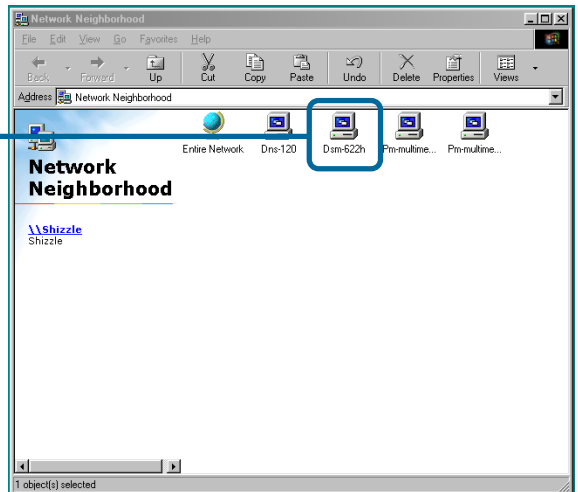 Network Neighborhood
File Edit View Go Favorites Help
Back Forward Up Cut Copy Paste Undo Delete Properties Views
Address Network Neighborhood
Entire Network Dns-120 Dsm-622h Pm-multime... Pm-multime...
Network
Neighborhood
\\Shizzle
Shizzle
1 object(s) selected